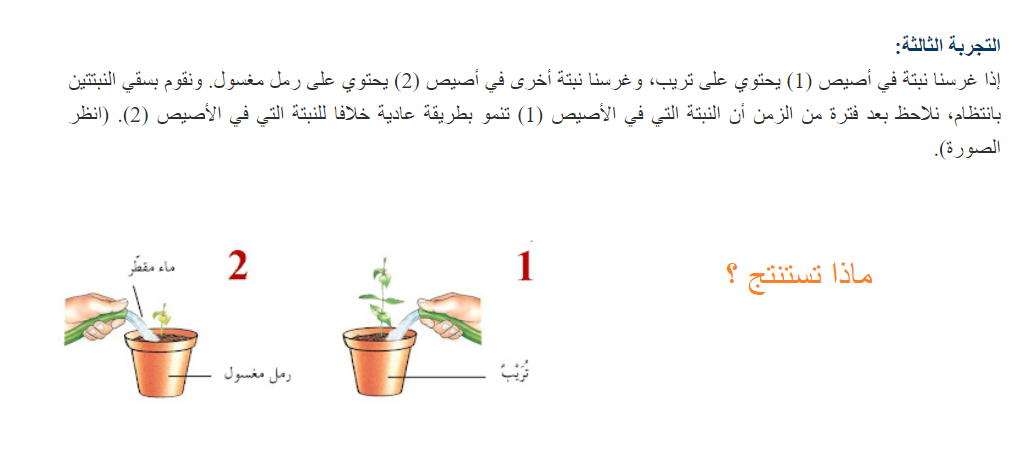 التجربة الثالثة:
إذا غرسنا نبتة في أصيص (1) يحتوي على تريب، وغرسنا نبتة أخرى في أصيص (2) يحتوي على رمل مغسول. ونقوم بسقي النبتتين
بانتظام، نلاحظ بعد فترة من الزمن أن النبتة التي في الأصيص (1) تنمو بطريقة عادية خلافا للنبتة التي في الأصيص (2). (انظر
الصورة).
ماذا تستنتج ؟
1
تُرَيْبٌ
2
ماء مقطّر
رمل مغسول